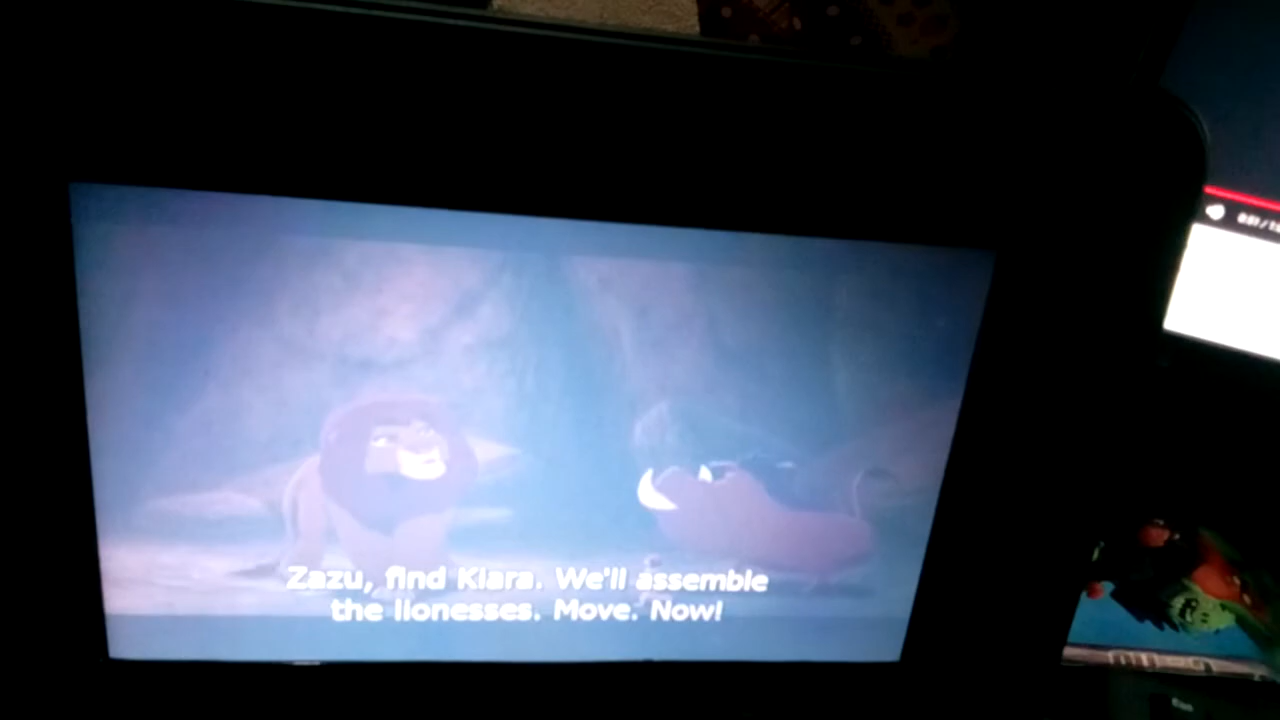 Zazu, find Kiara. We'll assemble
the lionesses. Move. Now!